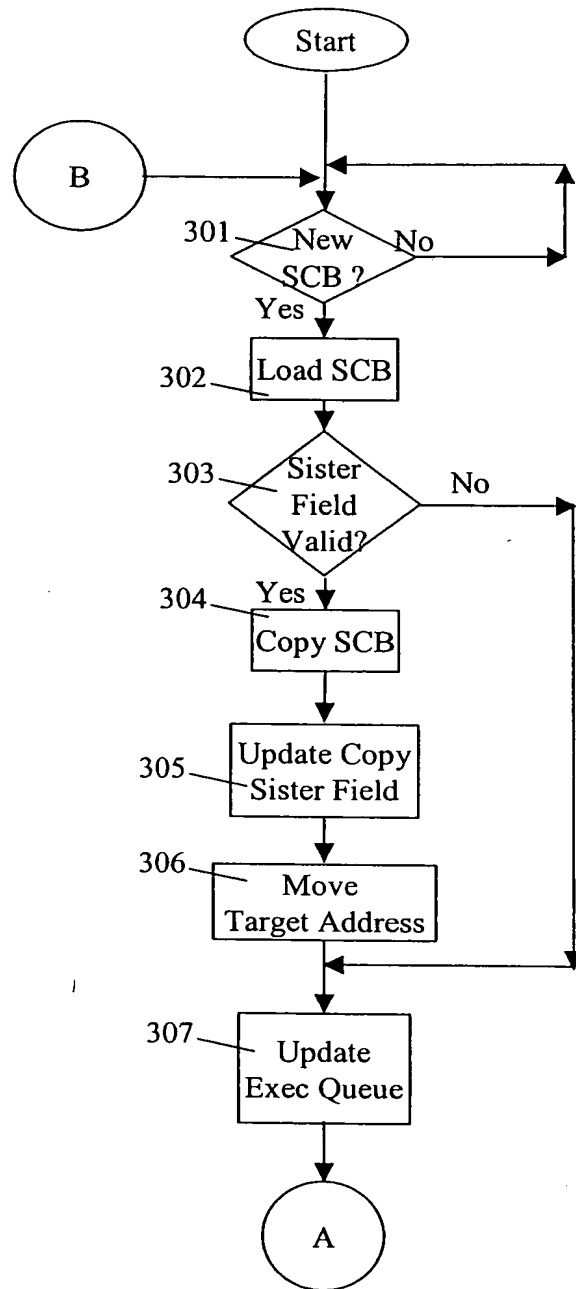 Start
B
301
New
SCB ?
No
Yes
Load SCB
302
303
Sister
Field
Valid?
No
Yes
304
Copy SCB
Update Copy
Sister Field
305
306
Move
Target Address
307
Update
Exec Queue
A